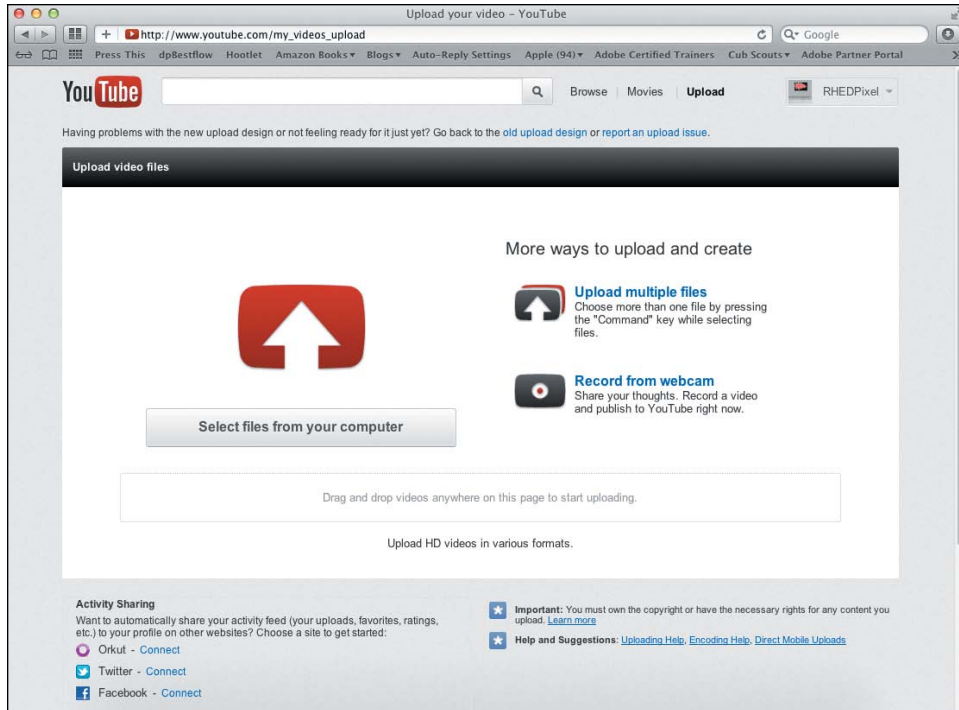 Upload your video – YouTube
http://www.youtube.com/my_videos_upload
Google
Press This dpBestflow Hootlet Amazon Books Blogs Auto-Reply Settings Apple (94) Adobe Certified Trainers Cub Scouts Adobe Partner Portal
YouTube
Browse Movies Upload RHEDPixel
Having problems with the new upload design or not feeling ready for it just yet? Go back to the old upload design or report an upload issue.
Upload video files
More ways to upload and create
Upload multiple files
Choose more than one file by pressing
the "Command" key while selecting
files.
Record from webcam
Share your thoughts. Record a video
and publish to YouTube right now.
Select files from your computer
Drag and drop videos anywhere on this page to start uploading.
Upload HD videos in various formats.
Activity Sharing
Want to automatically share your activity feed (your uploads, favorites, ratings,
etc.) to your profile on other websites? Choose a site to get started:
Orkut - Connect
Twitter - Connect
Facebook - Connect
Important: You must own the copyright or have the necessary rights for any content you
upload. Learn more
Help and Suggestions: Uploading Help, Encoding Help, Direct Mobile Uploads